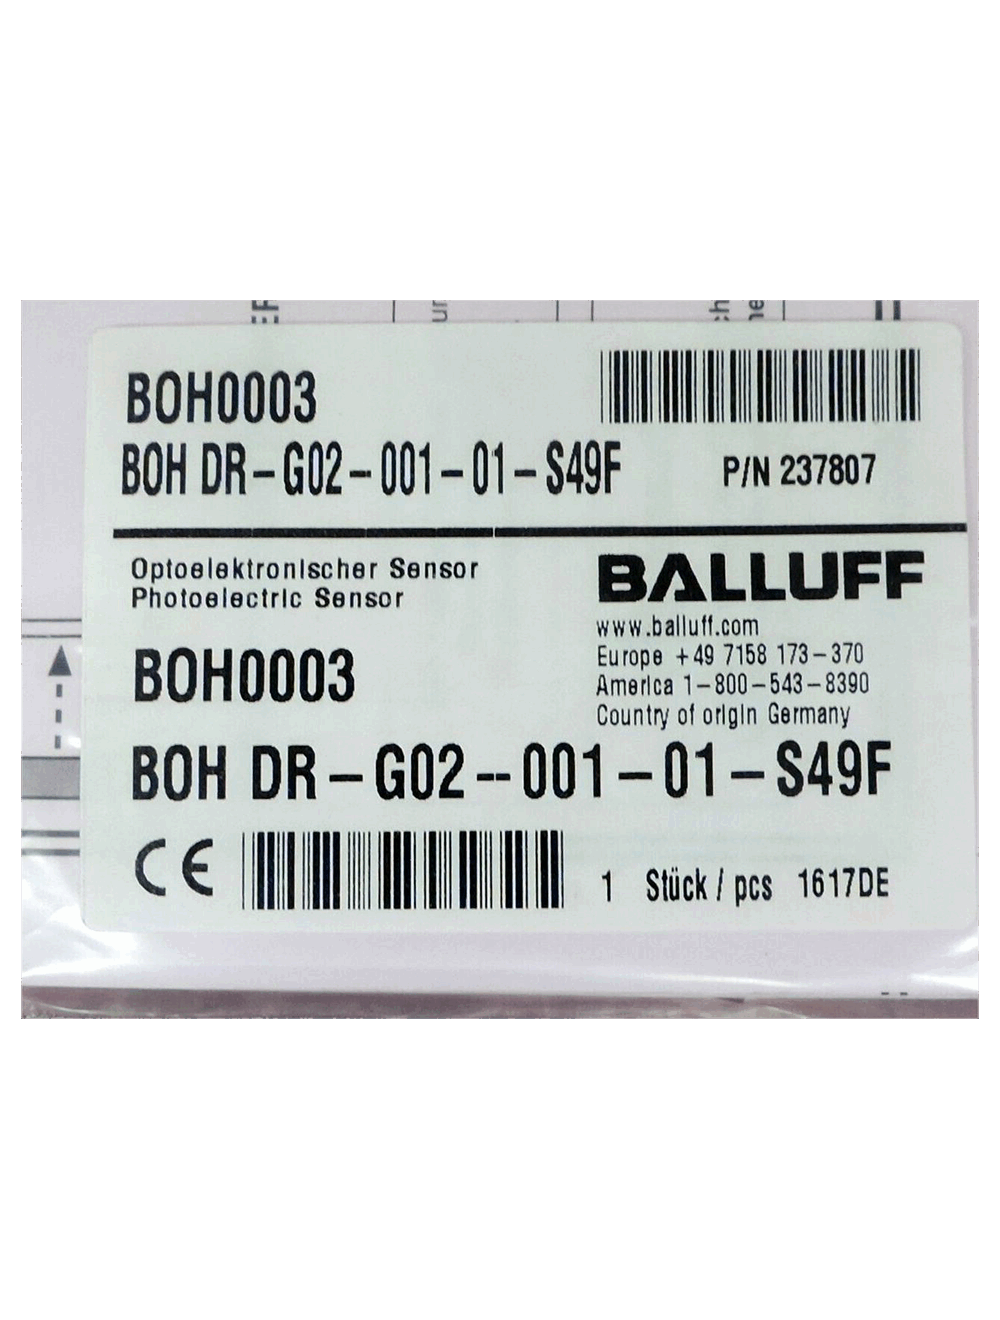 BOH0003
BOH DR-G02-001-01-S49F
P/N 237807
Optoelektronischer Sensor
Photoelectric Sensor
BALLUFF
www.balluff.com
Europe +49 7158 173-370
America 1-800-543-8390
Country of origin Germany
BOH0003
BOH DR-G02--001-01-S49F
CE
1 Stück / pcs 1617DE